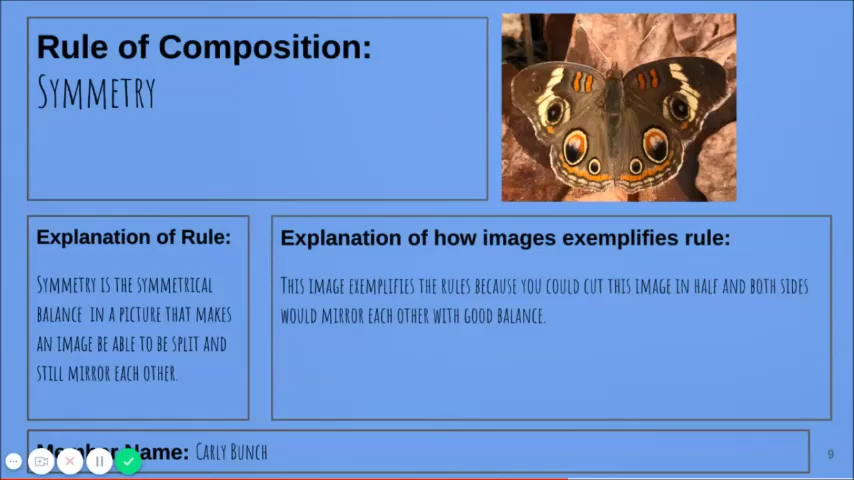 Rule of Composition:
Symmetry
Explanation of Rule:
Symmetry is the symmetrical
balance in a picture that makes
an image be able to be split and
still mirror each other.
Explanation of how images exemplifies rule:
This image exemplifies the rules because you could cut this image in half and both sides
would mirror each other with good balance.
Member Name: Carly Bunch
9